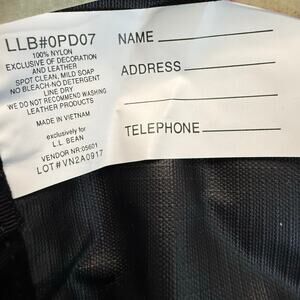 LLB#0PD07
100% NYLON
EXCLUSIVE OF DECORATION
AND LEATHER
SPOT CLEAN, MILD SOAP
NO BLEACH-NO DETERGENT
LINE DRY
WE DO NOT RECOMMEND WASHING
LEATHER PRODUCTS
MADE IN VIETNAM
exclusively for
L.L. BEAN
VENDOR NR:05601
LOT#VN2A0917
NAME
ADDRESS
TELEPHONE